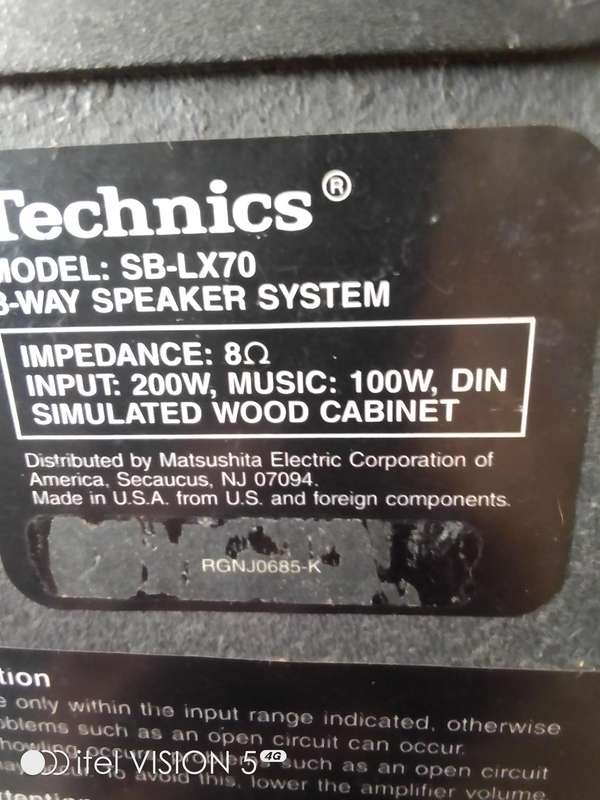 Technics®
MODEL: SB-LX70
3-WAY SPEAKER SYSTEM
IMPEDANCE: 8Ω
INPUT: 200W, MUSIC: 100W, DIN
SIMULATED WOOD CABINET
Distributed by Matsushita Electric Corporation of
America, Secaucus, NJ 07094.
Made in U.S.A. from U.S. and foreign components.
RGNJ0685-K
tion
only within the input range indicated, otherwise
oblems such as an open circuit can occur.
howling such as an open circuit
to avoid this, lower the amplifier volume
itel VISION 5 4G